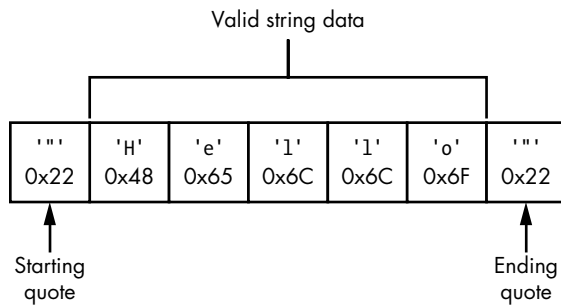 Valid string data
'"' 'H' 'e' 'l' 'l' 'o' '"'
0x22 0x48 0x65 0x6C 0x6C 0x6F 0x22
Starting quote
Ending quote